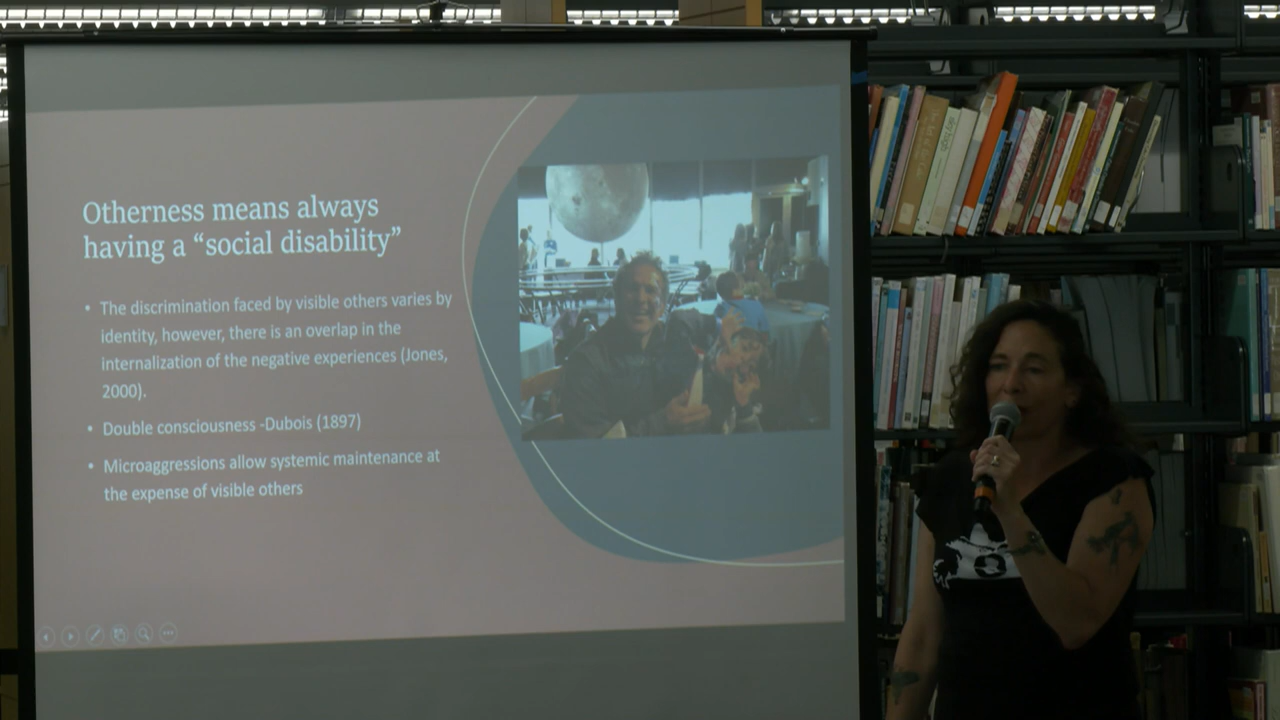 Otherness means always
having a “social disability”
• The discrimination faced by visible others varies by
identity, however, there is an overlap in the
internalization of the negative experiences (Jones,
2000).
• Double consciousness -Dubois (1897)
• Microaggressions allow systemic maintenance at
the expense of visible others